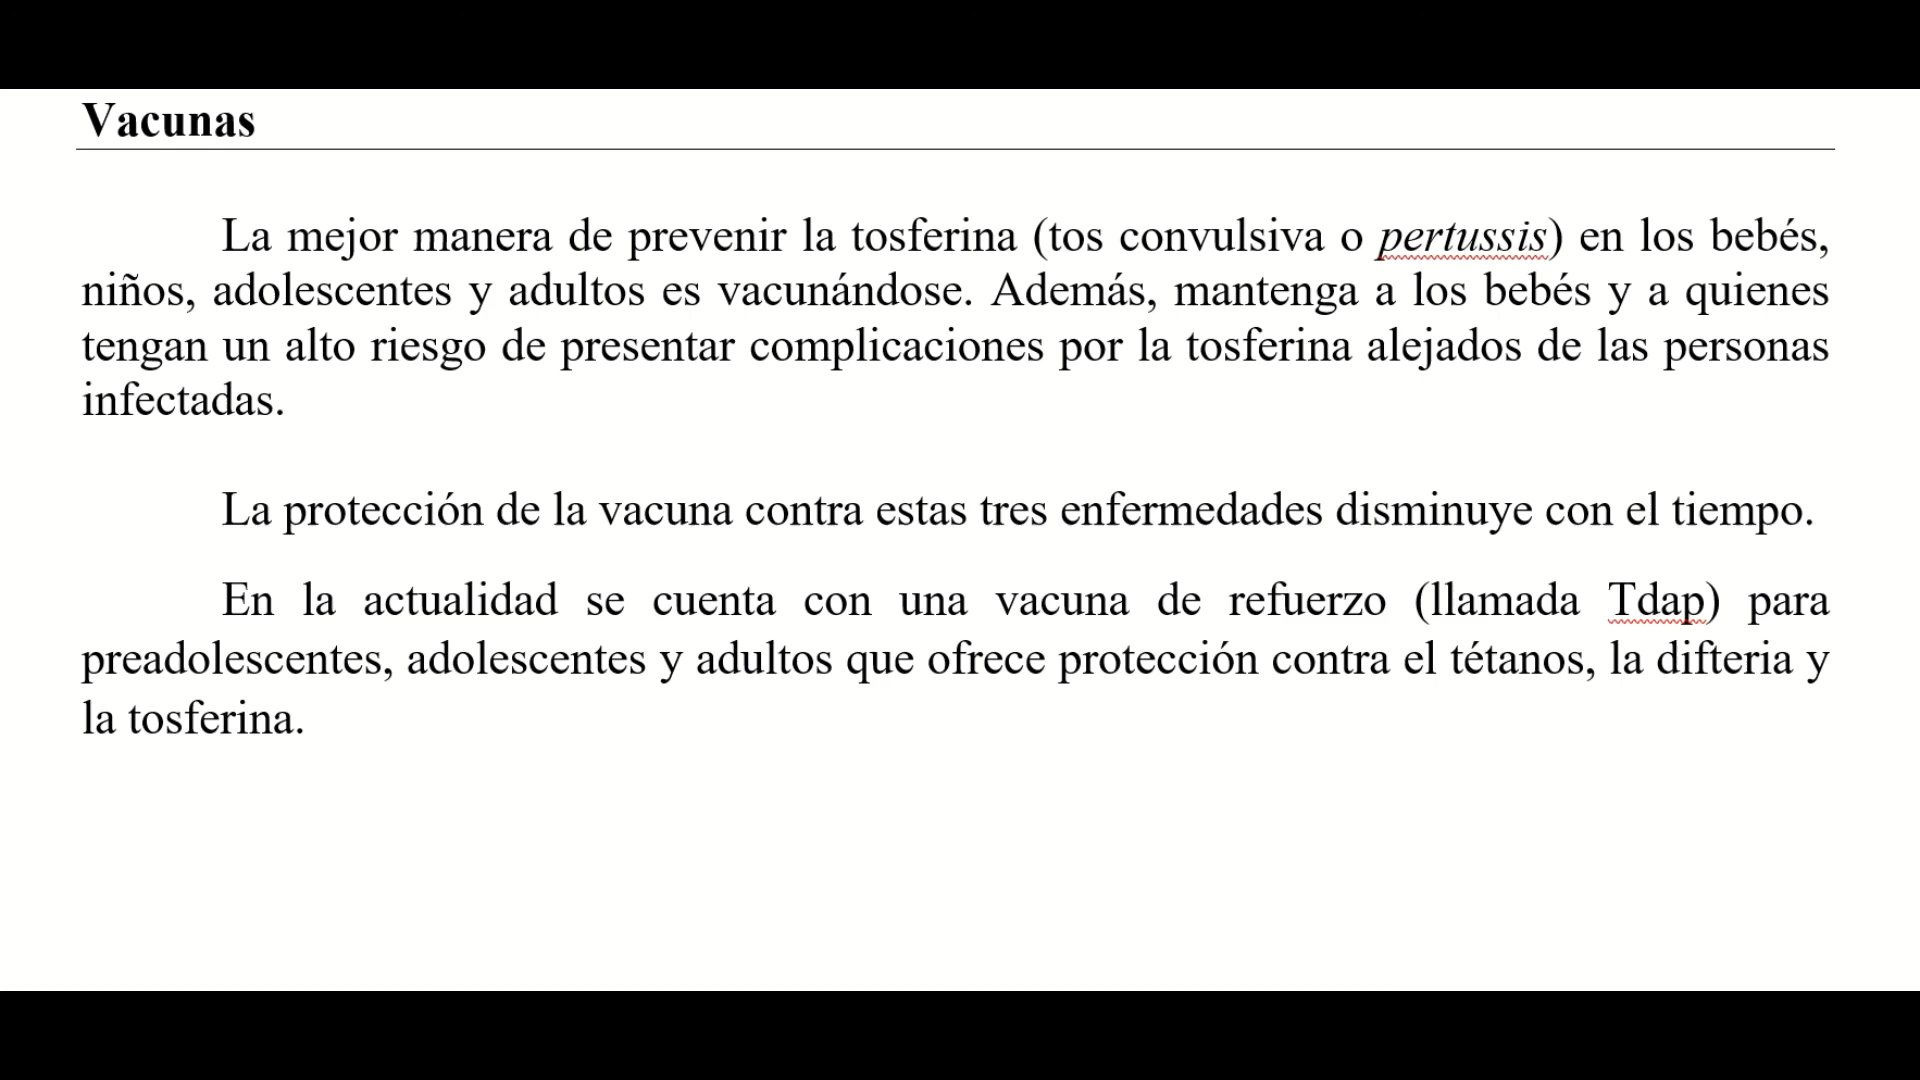 Vacunas
La mejor manera de prevenir la tosferina (tos convulsiva o pertussis) en los bebés,
niños, adolescentes y adultos es vacunándose. Además, mantenga a los bebés y a quienes
tengan un alto riesgo de presentar complicaciones por la tosferina alejados de las personas
infectadas.
La protección de la vacuna contra estas tres enfermedades disminuye con el tiempo.
En la actualidad se cuenta con una vacuna de refuerzo (llamada Tdap) para
preadolescentes, adolescentes y adultos que ofrece protección contra el tétanos, la difteria y
la tosferina.